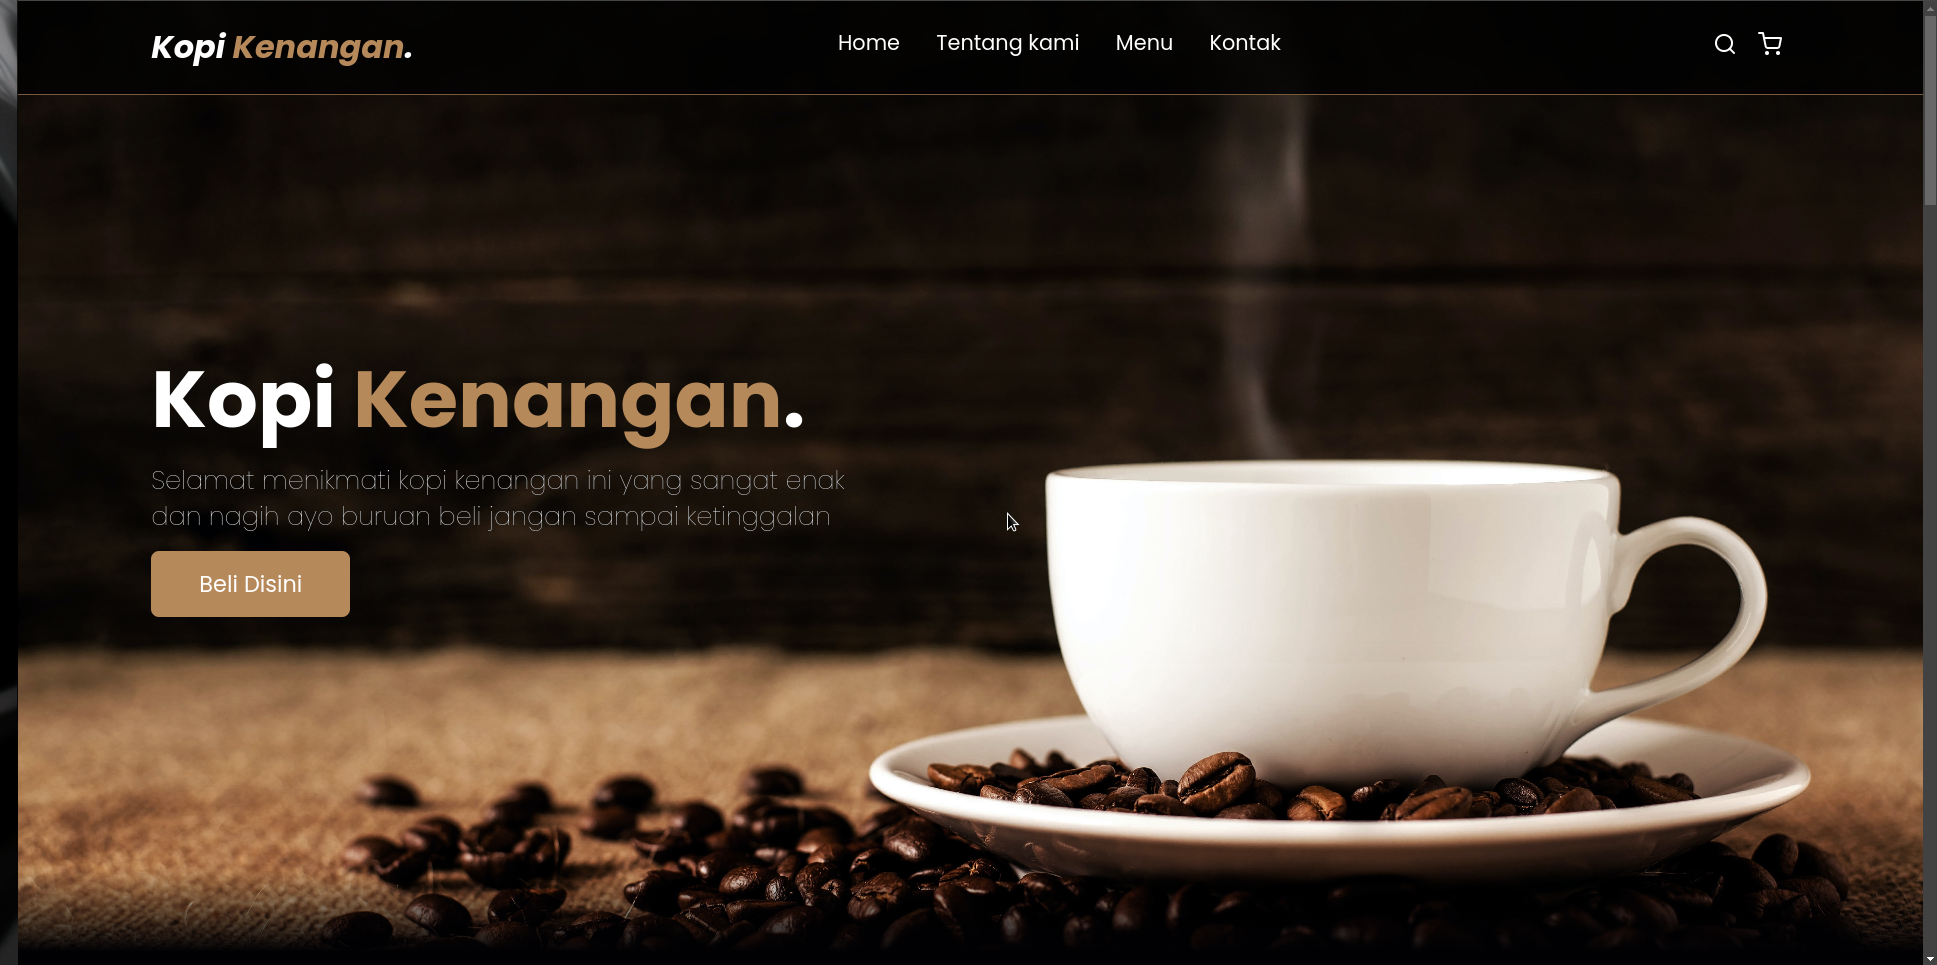 Kopi Kenangan.
Home
Tentang kami
Menu
Kontak
Kopi Kenangan.
Selamat menikmati kopi kenangan ini yang sangat enak
dan nagih ayo buruan beli jangan sampai ketinggalan
Beli Disini